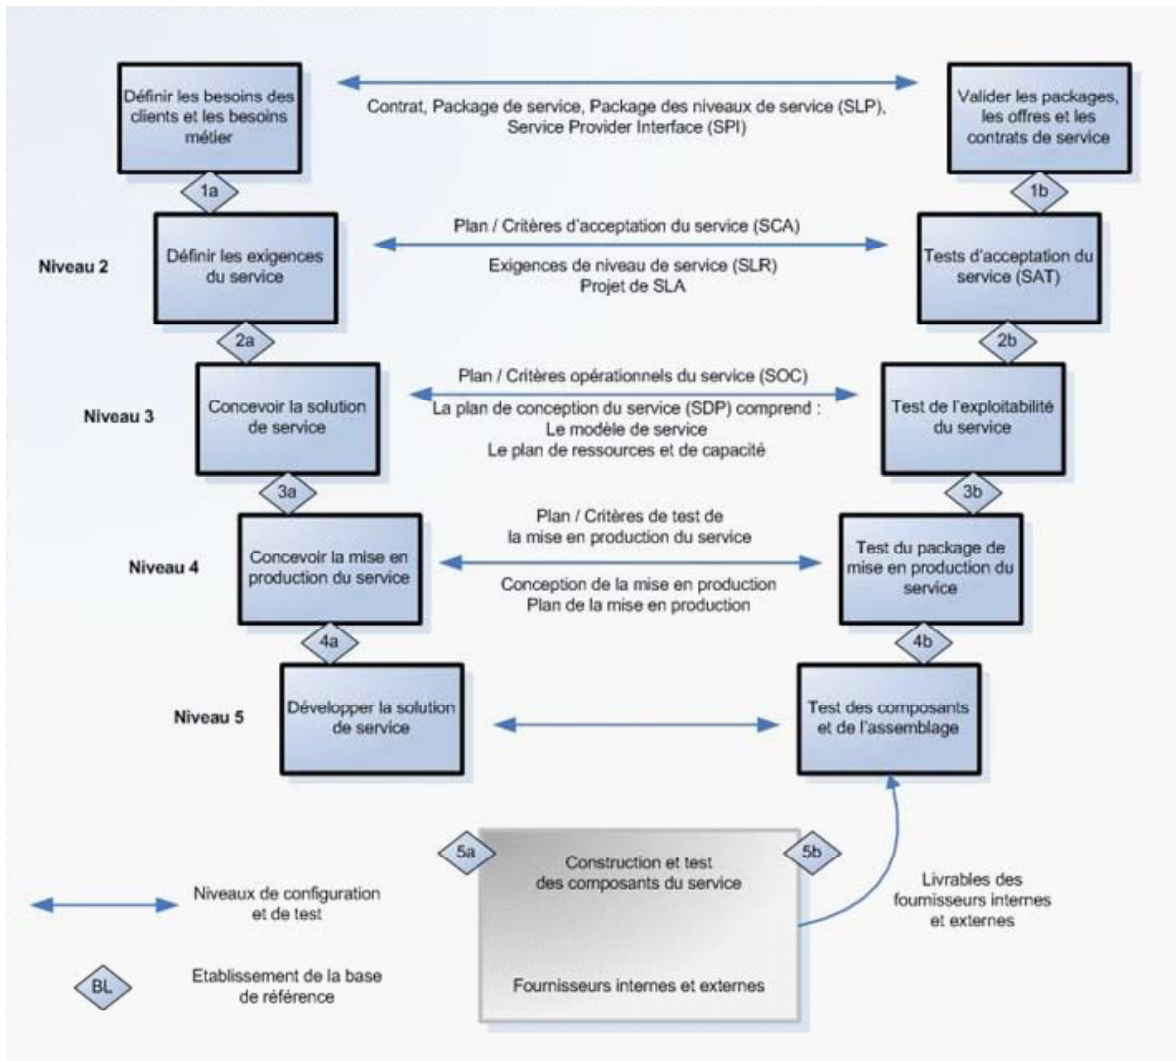 Définir les besoins des
clients et les besoins
métier
Contrat, Package de service, Package des niveaux de service (SLP),
Service Provider Interface (SPI)
Valider les packages,
les offres et les
contrats de service
1a
1b
Niveau 2
Définir les exigences
du service
Plan / Critères d'acceptation du service (SCA)
Exigences de niveau de service (SLR)
Projet de SLA
Tests d'acceptation du
service (SAT)
2a
2b
Niveau 3
Concevoir la solution
de service
Plan / Critères opérationnels du service (SOC)
La plan de conception du service (SDP) comprend :
Le modèle de service
Le plan de ressources et de capacité
Test de l'exploitabilité
du service
3a
3b
Niveau 4
Concevoir la mise en
production du service
Plan / Critères de test de
la mise en production du service
Conception de la mise en production
Plan de la mise en production
Test du package de
mise en production du
service
4a
4b
Niveau 5
Développer la solution
de service
Test des composants
et de l'assemblage
5a
5b
Construction et test
des composants du service
Fournisseurs internes et externes
Livrables des
fournisseurs internes
et externes
Niveaux de configuration
et de test
BL
Etablissement de la base
de référence